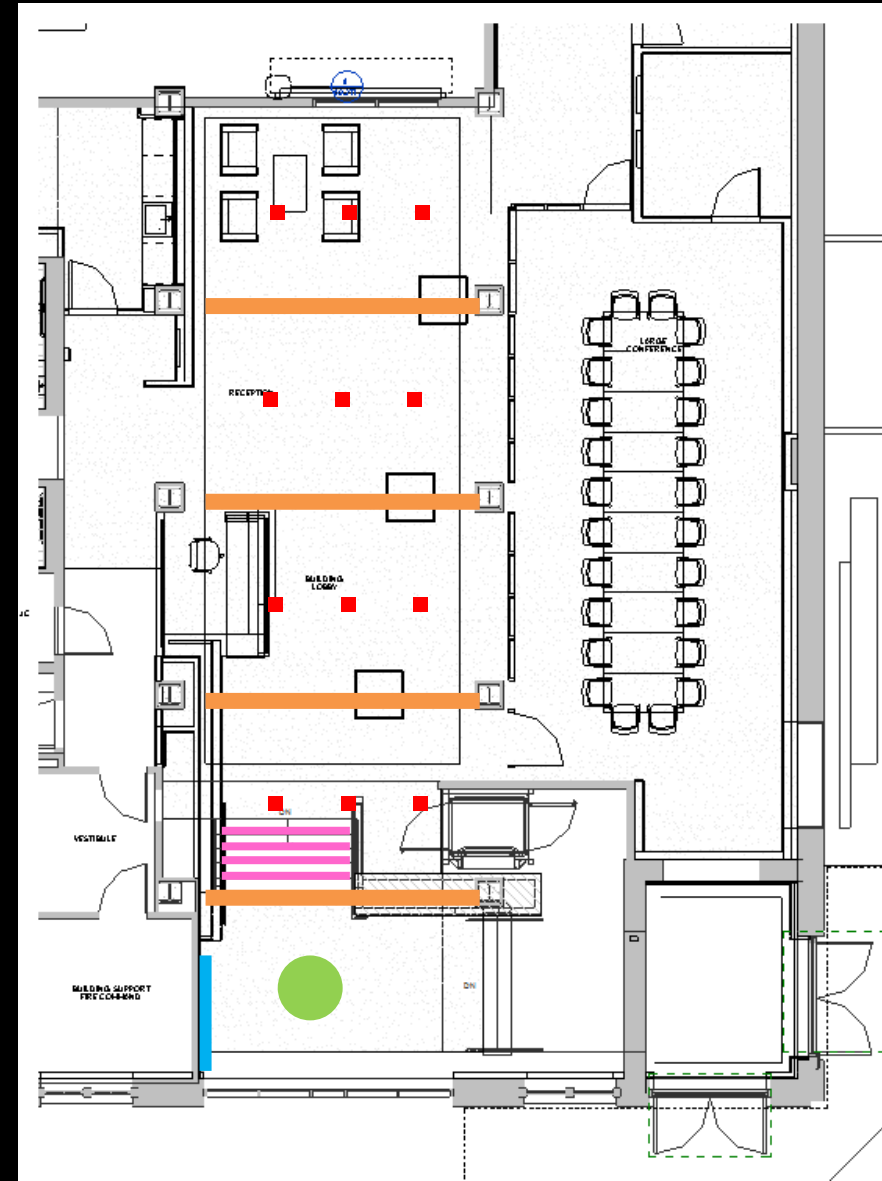 LARGE
CONFERENCE
RECEPTION
BUILDING
LOBBY
DN
VESTIBULE
BUILDING SUPPORT
FIRE COMMAND
DN